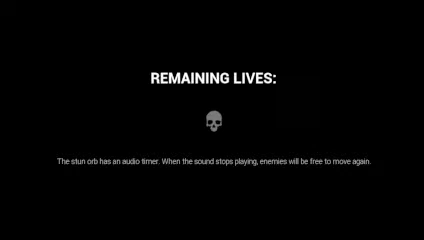 REMAINING LIVES:
The stun orb has an audio timer. When the sound stops playing, enemies will be free to move again.